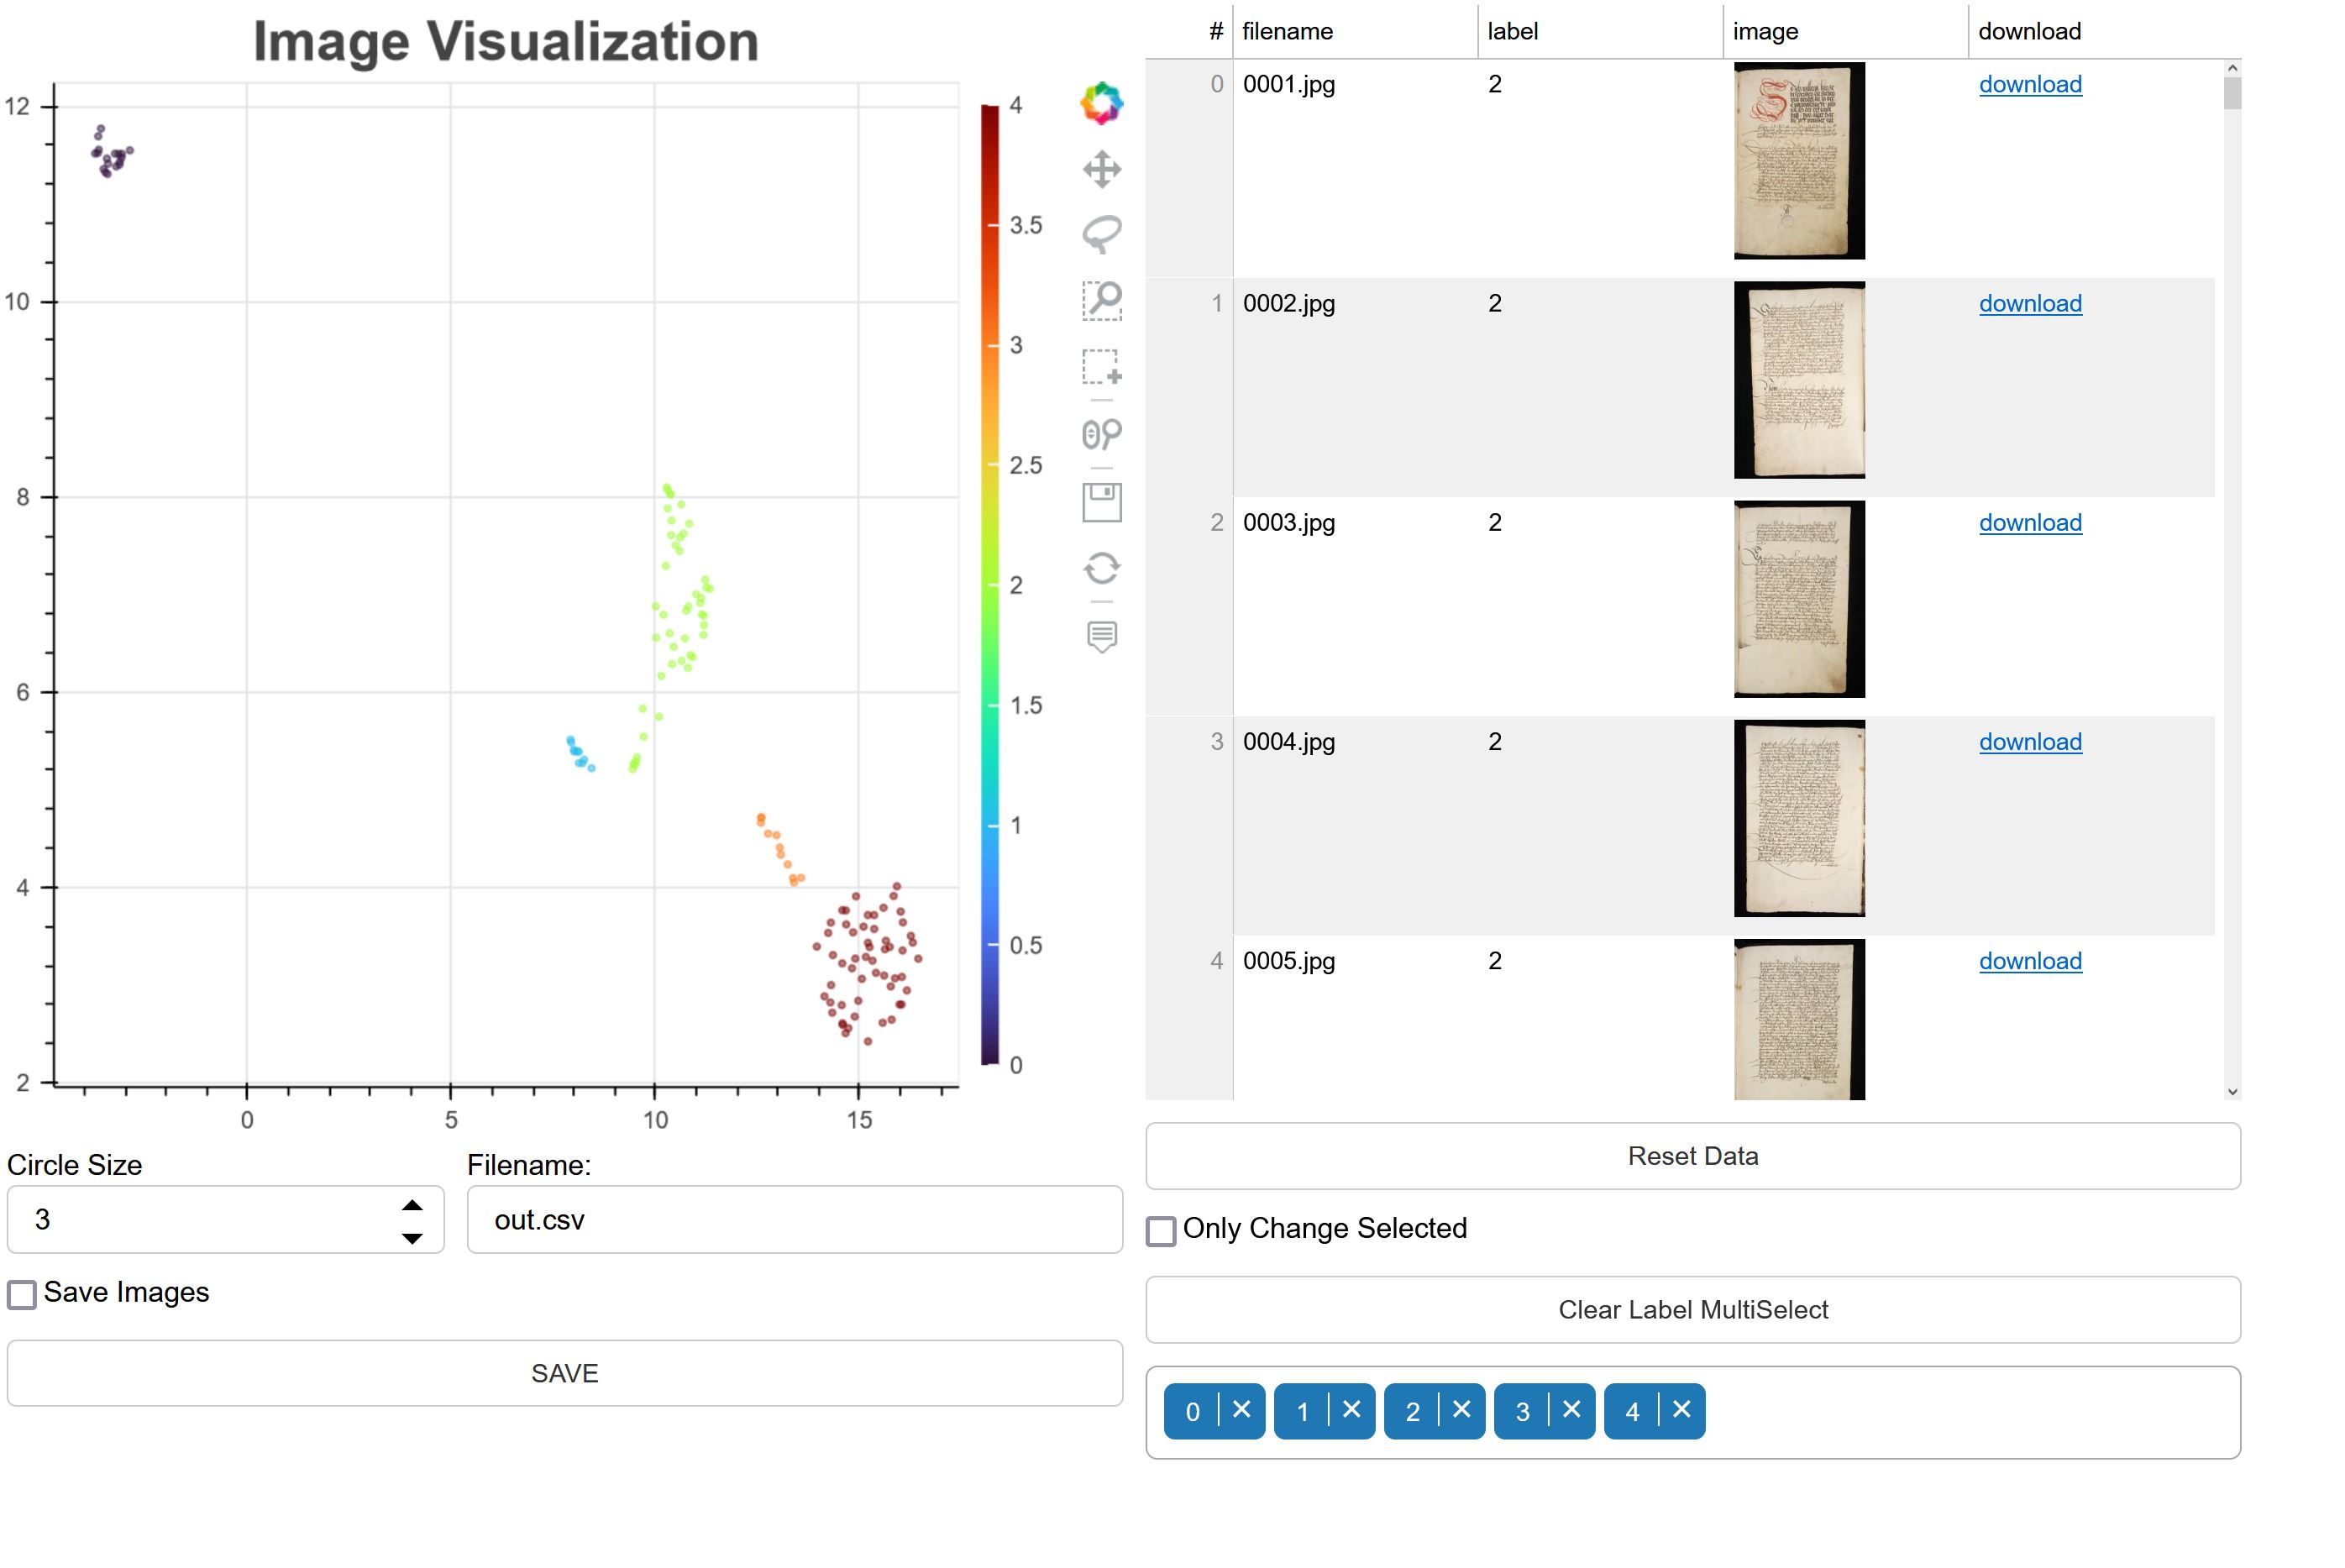 Image Visualization
12
10
8
6
4
2
0
5
10
15
4
3.5
3
2.5
2
1.5
1
0.5
0
Circle Size
Filename:
3
out.csv
Save Images
SAVE
# filename label image download
0 0001.jpg 2 download
1 0002.jpg 2 download
2 0003.jpg 2 download
3 0004.jpg 2 download
4 0005.jpg 2 download
Reset Data
Only Change Selected
Clear Label MultiSelect
0 × 1 × 2 × 3 × 4 ×